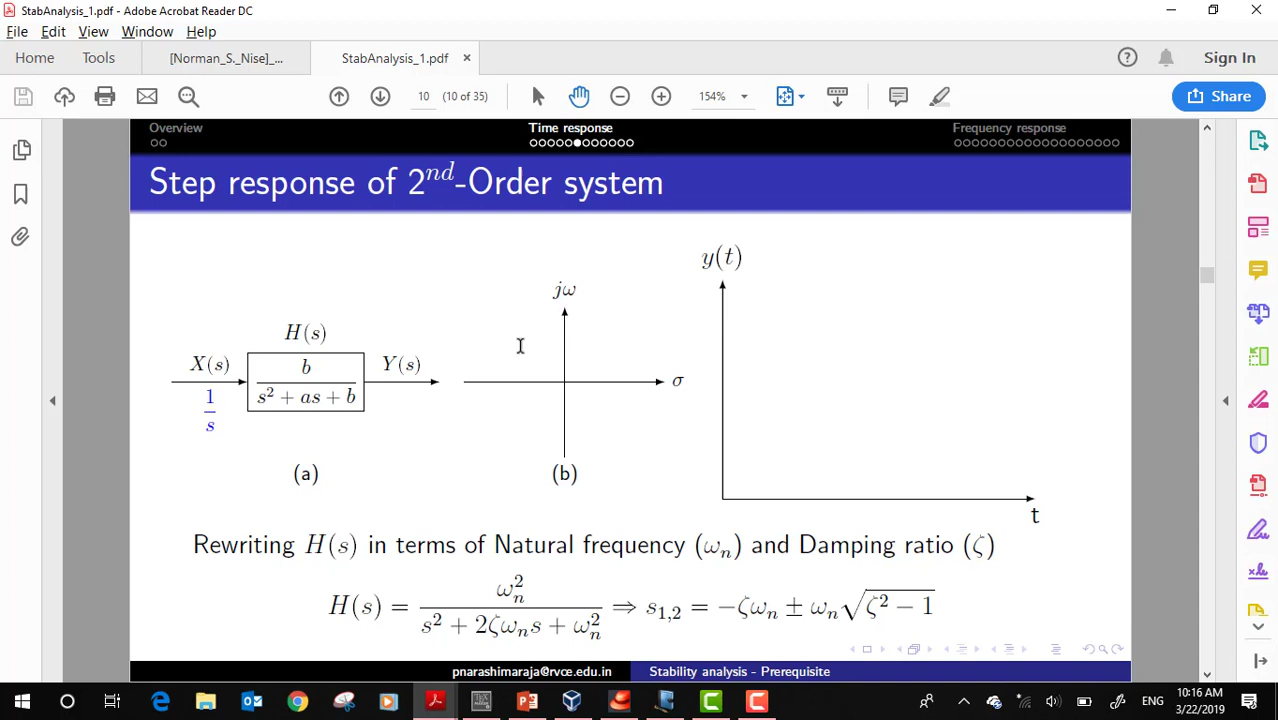 StabAnalysis_1.pdf - Adobe Acrobat Reader DC
File Edit View Window Help
Home Tools [Norman_S._Nise]_... StabAnalysis_1.pdf × ? Sign In
10 (10 of 35) 154% Share
Overview Time response Frequency response
Step response of 2^{nd}-Order system
y(t)
jω
H(s)
X(s) b Y(s) σ
s² + as + b
1
s
(a) (b)
t
Rewriting H(s) in terms of Natural frequency (ωₙ) and Damping ratio (ζ)
H(s) = ωₙ² / (s² + 2ζωₙs + ωₙ²) ⇒ s₁,₂ = −ζωₙ ± ωₙ√(ζ² − 1)
pnarashimaraja@rvce.edu.in Stability analysis - Prerequisite
ENG 10:16 AM
3/22/2019